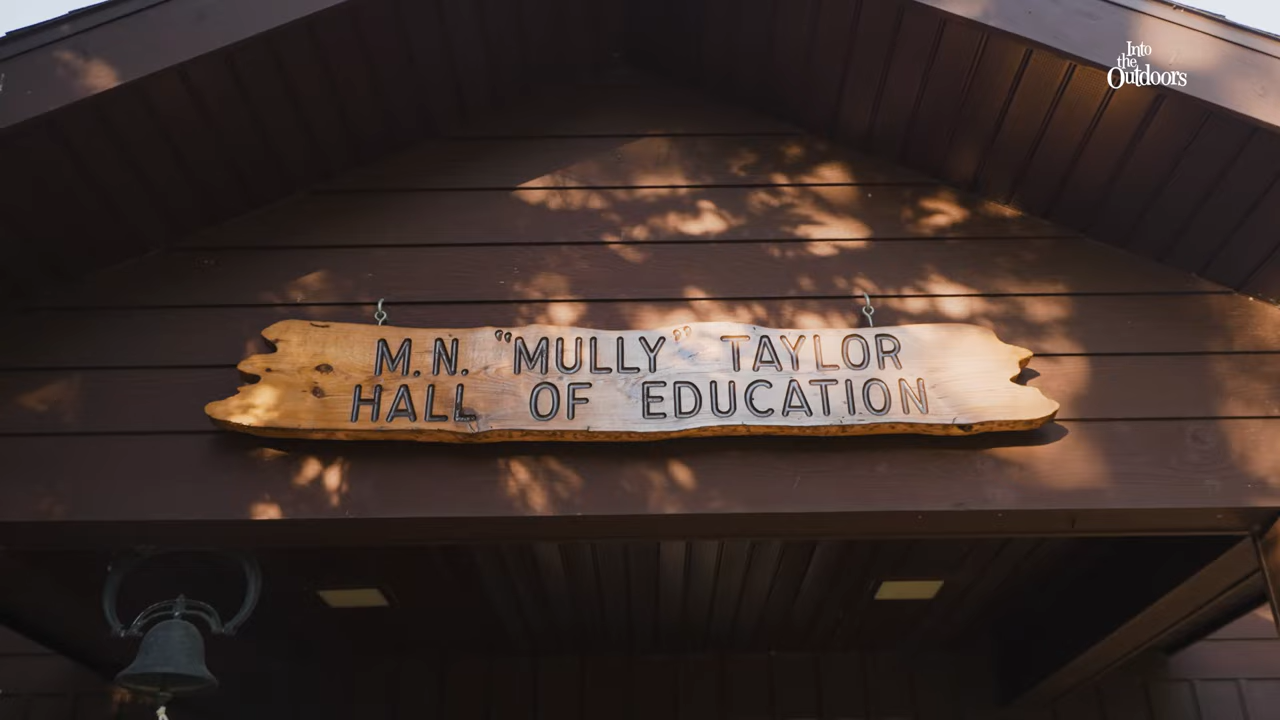 Into
the
Outdoors
M.N. "MULLY" TAYLOR
HALL OF EDUCATION